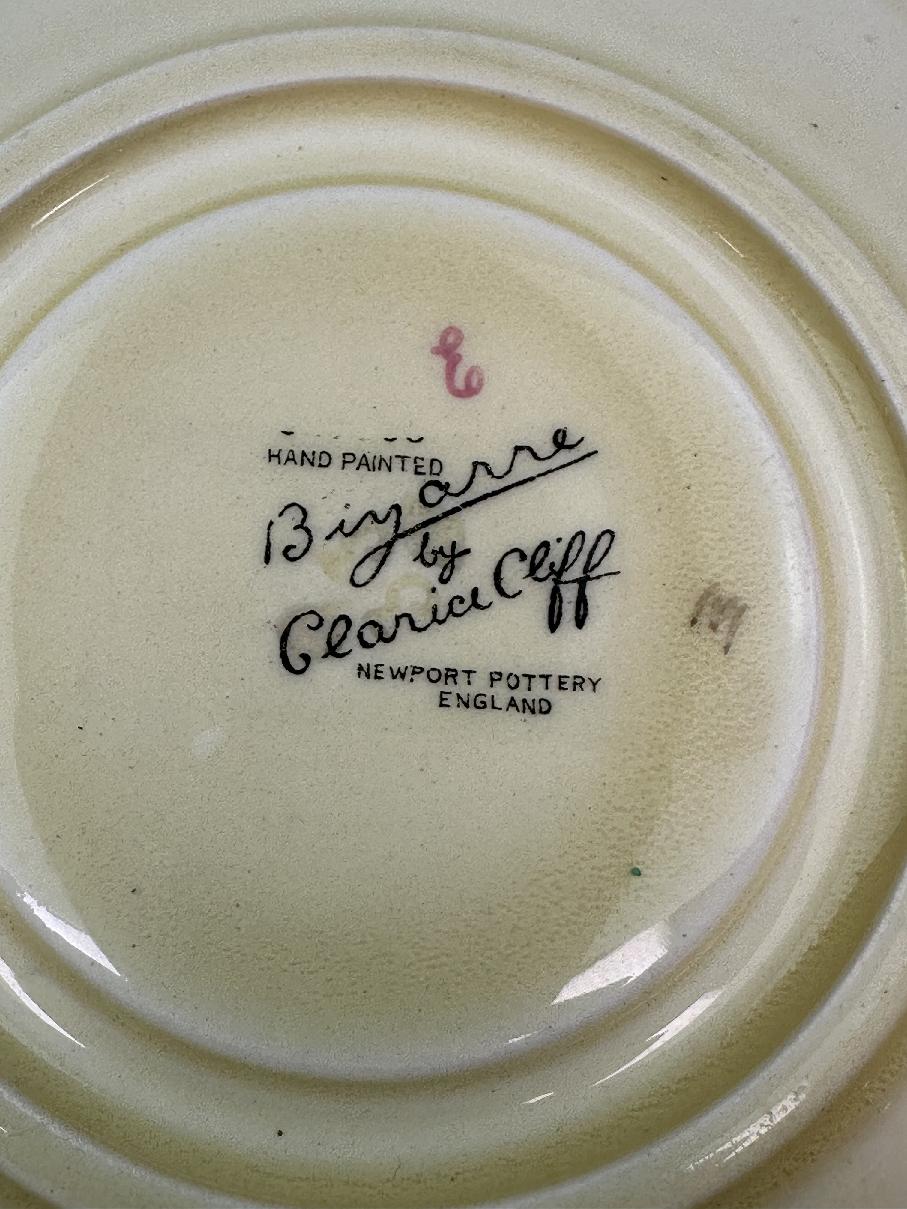 E
HAND PAINTED
Bizarre
by
Clarice Cliff
NEWPORT POTTERY
ENGLAND
M